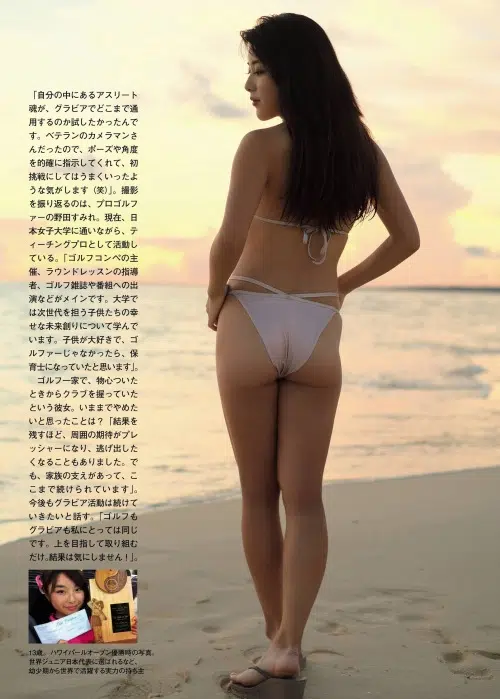 「自分の中にあるアスリート
魂が、グラビアでどこまで通
用するのか試したかったんで
す。ベテランのカメラマンさ
んだったので、ポーズや角度
を的確に指示してくれて、初
挑戦にしてはうまくいったよ
うな気がします（笑）」。撮影
を振り返るのは、プロゴルフ
ァーの野田すみれ。現在、日
本女子大学に通いながら、テ
ィーチングプロとして活動し
ている。「ゴルフコンペの主
催、ラウンドレッスンの指導
者、ゴルフ雑誌や番組への出
演などがメインです。大学で
は次世代を担う子供たちの幸
せな未来創りについて学んで
います。子供が大好きで、ゴ
ルファーじゃなかったら、保
育士になっていたと思います」。
ゴルフ一家で、物心ついた
ときからクラブを握っていた
という彼女。いままでやめた
いと思ったことは？「結果を
残すほど、周囲の期待がプレ
ッシャーになり、逃げ出した
くなることもありました。で
も、家族の支えがあって、こ
こまで続けられています」。
今後もグラビア活動は続けて
いきたいと話す。「ゴルフも
グラビアも私にとっては同じ
です。上を目指して取り組む
だけ。結果は気にしません！」。
13歳。ハワイパールオープン優勝時の写真。
世界ジュニア日本代表に選ばれるなど、
幼少期から世界で活躍する実力の持ち主